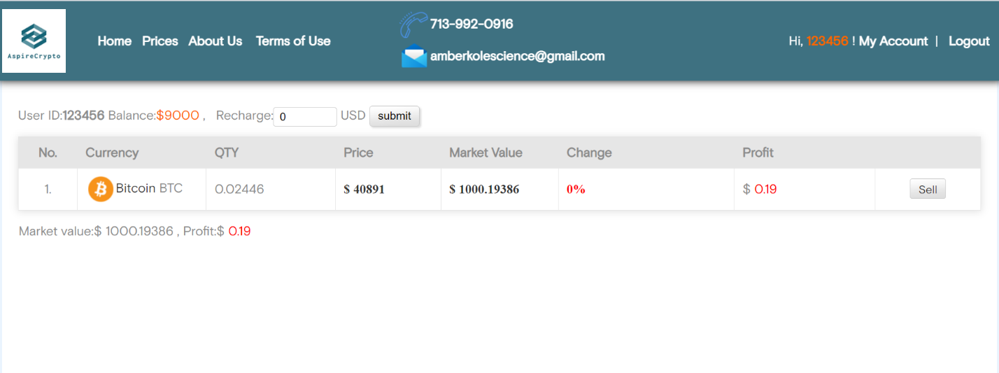 AspireCrypto
Home Prices About Us Terms of Use
713-992-0916
amberkolescience@gmail.com
Hi, 123456 ! My Account | Logout
User ID:123456 Balance:$9000 , Recharge:0 USD submit
No. Currency QTY Price Market Value Change Profit
1. Bitcoin BTC 0.02446 $ 40891 $ 1000.19386 0% $ 0.19 Sell
Market value:$ 1000.19386 , Profit:$ 0.19